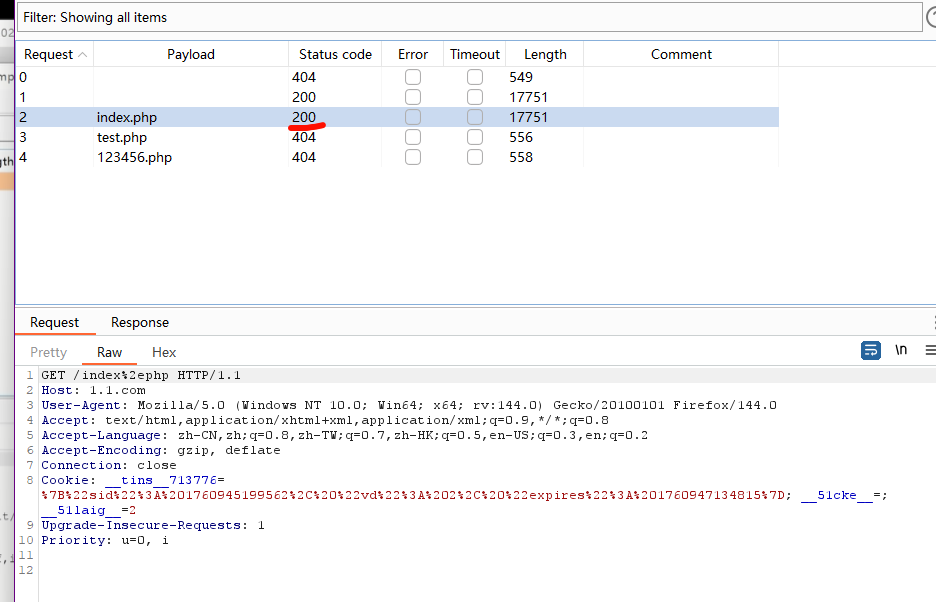 Filter: Showing all items
Request Payload Status code Error Timeout Length Comment
0 404 549
1 200 17751
2 index.php 200 17751
3 test.php 404 556
4 123456.php 404 558
Request Response
Pretty Raw Hex \n
1 GET /index%2ephp HTTP/1.1
2 Host: 1.1.com
3 User-Agent: Mozilla/5.0 (Windows NT 10.0; Win64; x64; rv:144.0) Gecko/20100101 Firefox/144.0
4 Accept: text/html,application/xhtml+xml,application/xml;q=0.9,*/*;q=0.8
5 Accept-Language: zh-CN,zh;q=0.8,zh-TW;q=0.7,zh-HK;q=0.5,en-US;q=0.3,en;q=0.2
6 Accept-Encoding: gzip, deflate
7 Connection: close
8 Cookie: __tins__713776=
%7B%22sid%22%3A%201760945199562%2C%20%22vd%22%3A%202%2C%20%22expires%22%3A%201760947134815%7D; __51cke__=;
__51laig__=2
9 Upgrade-Insecure-Requests: 1
10 Priority: u=0, i
11
12